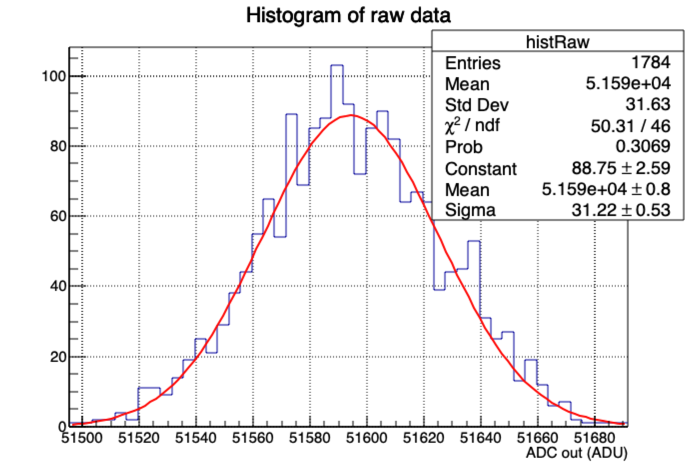 Histogram of raw data
histRaw
Entries 1784
Mean 5.159e+04
Std Dev 31.63
χ² / ndf 50.31 / 46
Prob 0.3069
Constant 88.75 ± 2.59
Mean 5.159e+04 ± 0.8
Sigma 31.22 ± 0.53
100
80
60
40
20
0
51500 51520 51540 51560 51580 51600 51620 51640 51660 51680
ADC out (ADU)